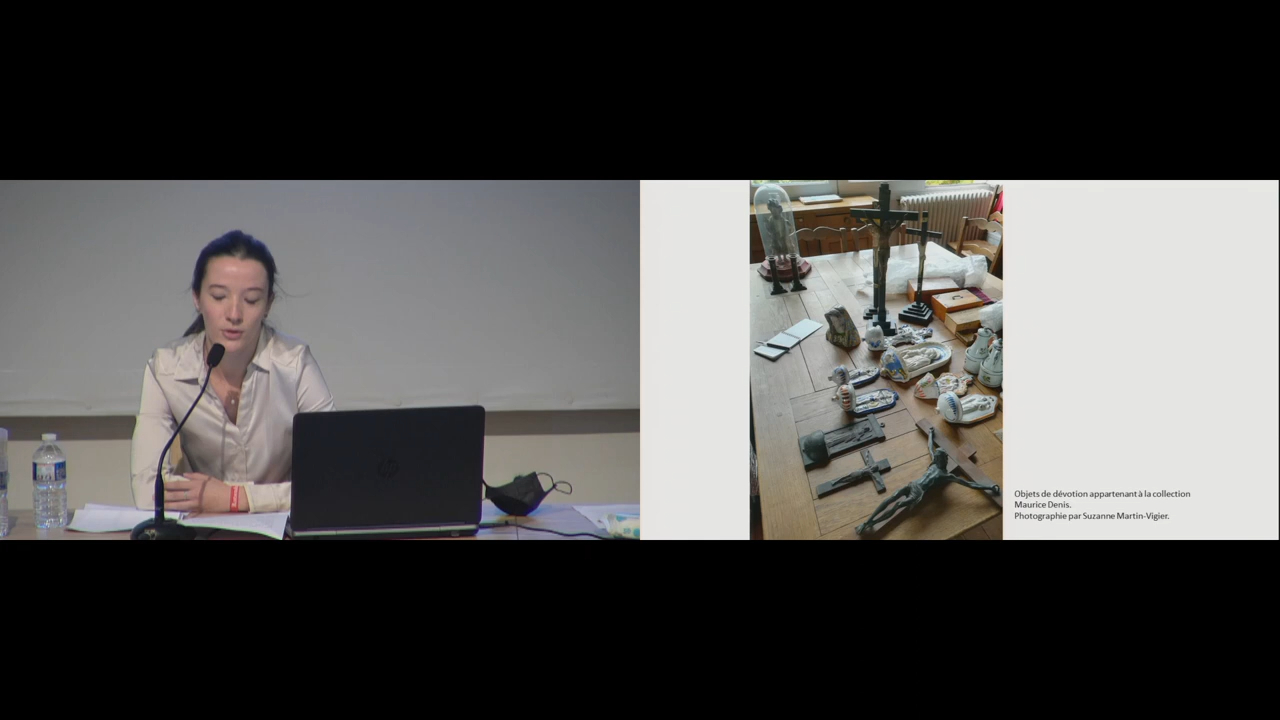 Objets de dévotion appartenant à la collection
Maurice Denis.
Photographie par Suzanne Martin-Vigier.